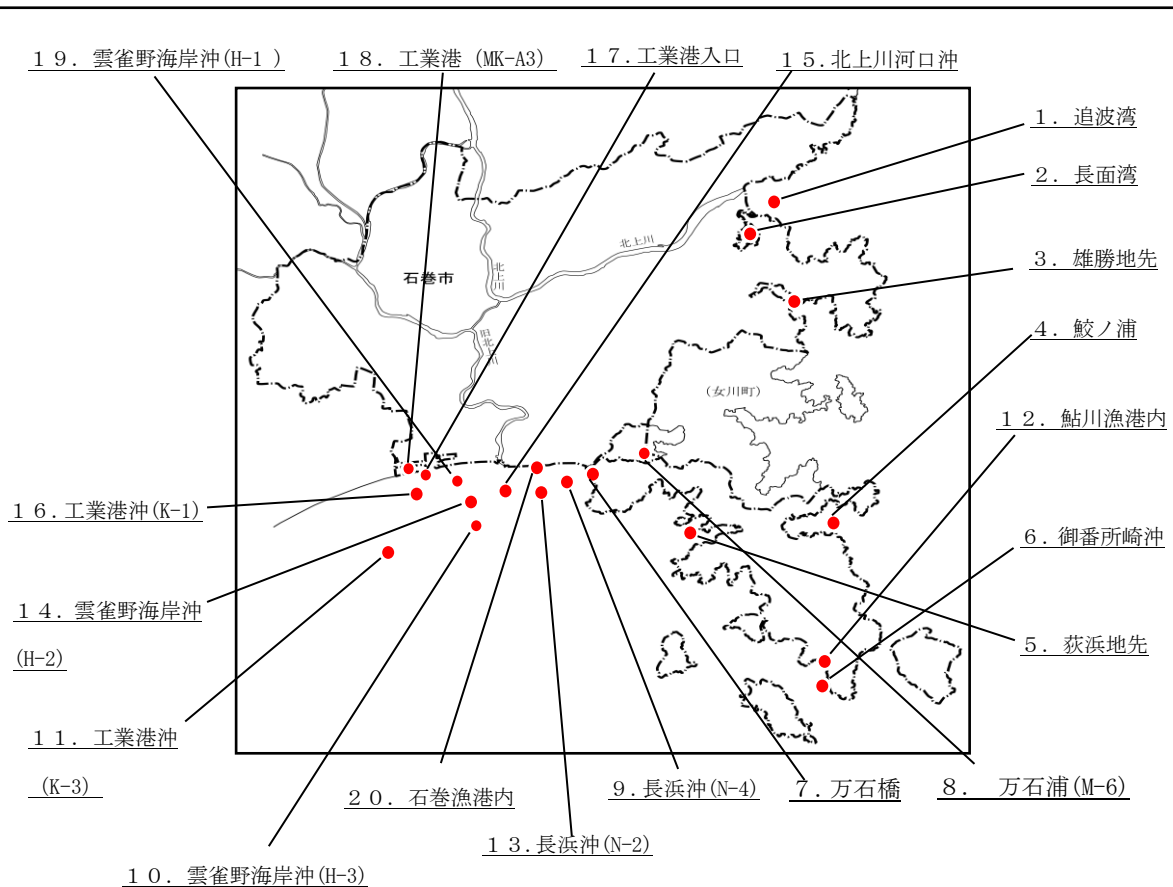 １９. 雲雀野海岸沖(H-1 )
１８. 工業港 (MK-A3)
１７.工業港入口
１５.北上川河口沖
１. 追波湾
２. 長面湾
北上川
３. 雄勝地先
石巻市
北上川
４. 鮫ノ浦
旧北上川
(女川町)
１２. 鮎川漁港内
１６.工業港沖(K-1)
６.御番所崎沖
１４. 雲雀野海岸沖
(H-2)
５. 荻浜地先
１１. 工業港沖
(K-3)
２０. 石巻漁港内
９.長浜沖(N-4)
７. 万石橋
８. 万石浦(M-6)
１３.長浜沖(N-2)
１０. 雲雀野海岸沖(H-3)